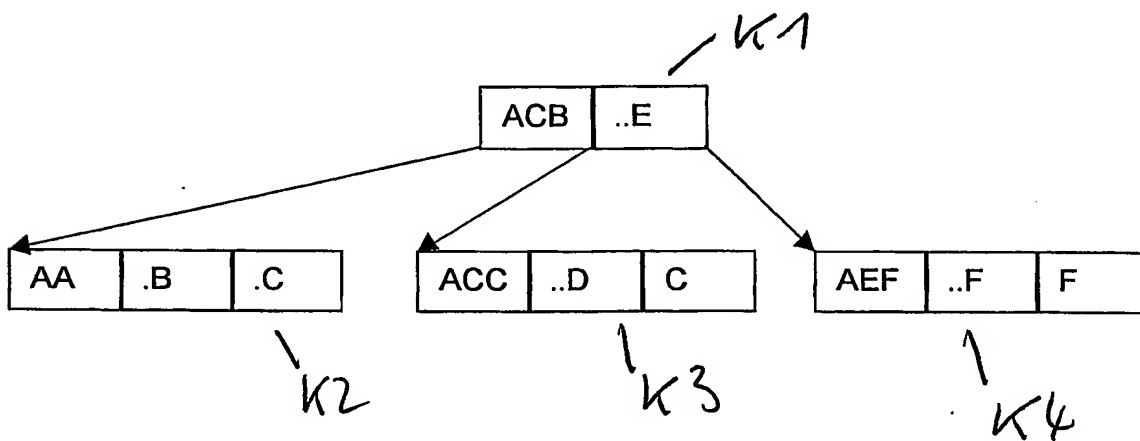 K1
ACB ..E
AA .B .C ACC ..D C AEF ..F F
K2 K3 K4